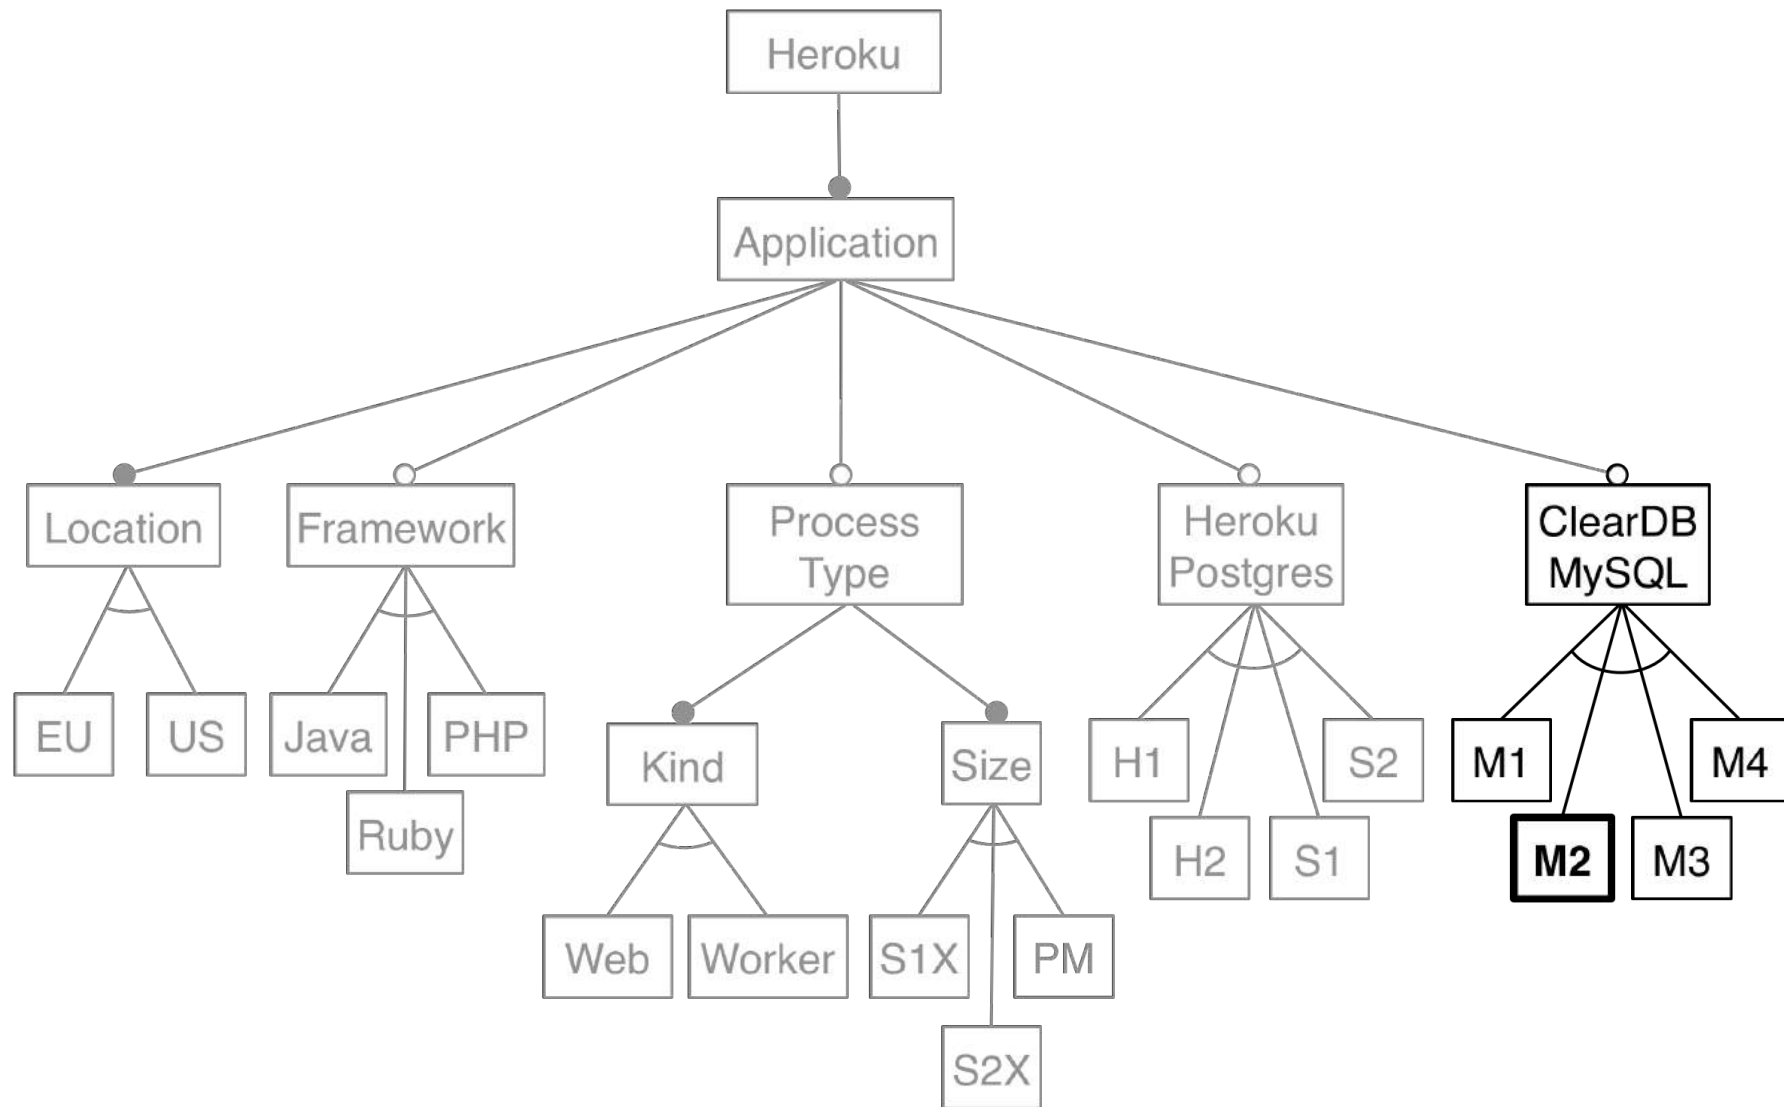 Heroku
Application
Location
Framework
Process
Type
Heroku
Postgres
ClearDB
MySQL
EU
US
Java
PHP
Ruby
Kind
Size
H1
S2
H2
S1
M1
M4
M2
M3
Web
Worker
S1X
PM
S2X